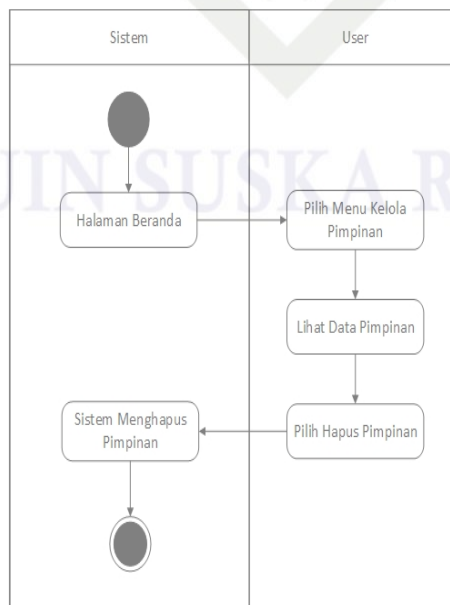 Sistem
User
Halaman Beranda
Pilih Menu Kelola
Pimpinan
Lihat Data Pimpinan
Pilih Hapus Pimpinan
Sistem Menghapus
Pimpinan
UIN SUSKA R